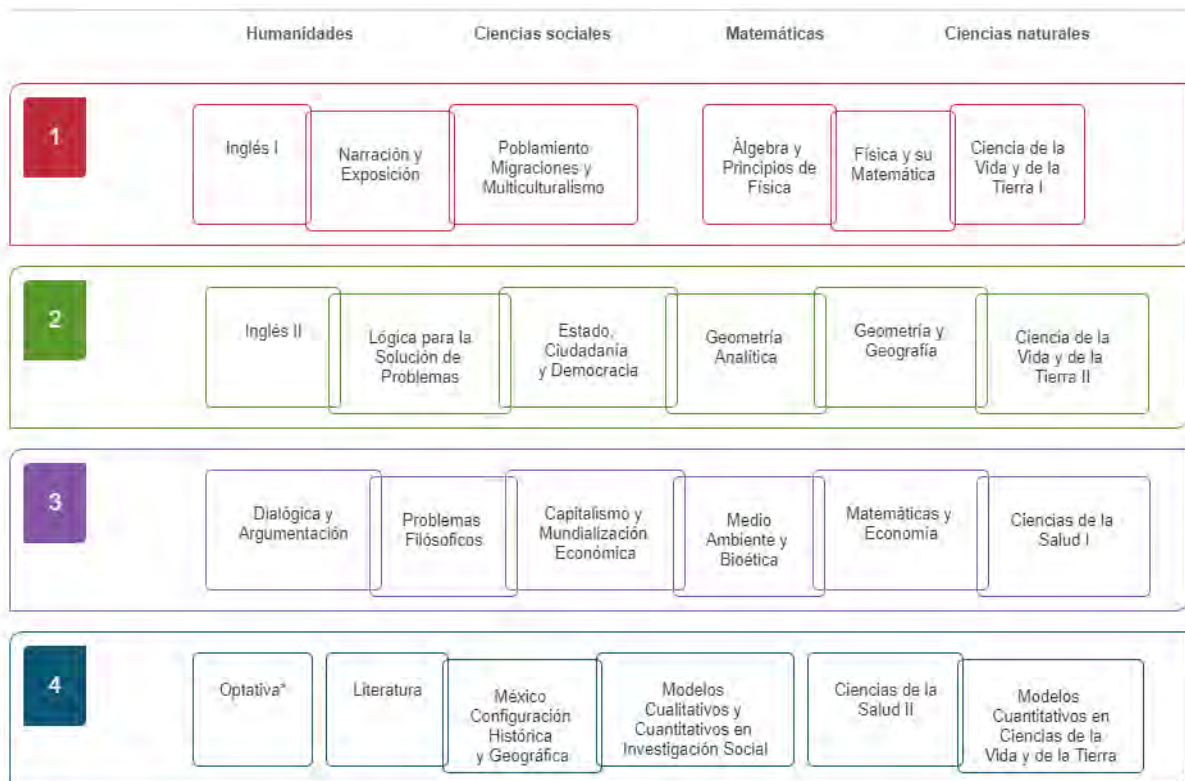 Humanidades
Ciencias sociales
Matemáticas
Ciencias naturales
1
Inglés I
Narración y
Exposición
Poblamiento
Migraciones y
Multiculturalismo
Álgebra y
Principios de
Física
Física y su
Matemática
Ciencia de la
Vida y de la
Tierra I
2
Inglés II
Lógica para la
Solución de
Problemas
Estado,
Ciudadanía
y Democracia
Geometría
Analítica
Geometría y
Geografía
Ciencia de la
Vida y de la
Tierra II
3
Dialógica y
Argumentación
Problemas
Filósoficos
Capitalismo y
Mundialización
Económica
Medio
Ambiente y
Bioética
Matemáticas y
Economía
Ciencias de la
Salud I
4
Optativa*
Literatura
México
Configuración
Histórica
y Geográfica
Modelos
Cualitativos y
Cuantitativos en
Investigación Social
Ciencias de la
Salud II
Modelos
Cuantitativos en
Ciencias de la
Vida y de la Tierra